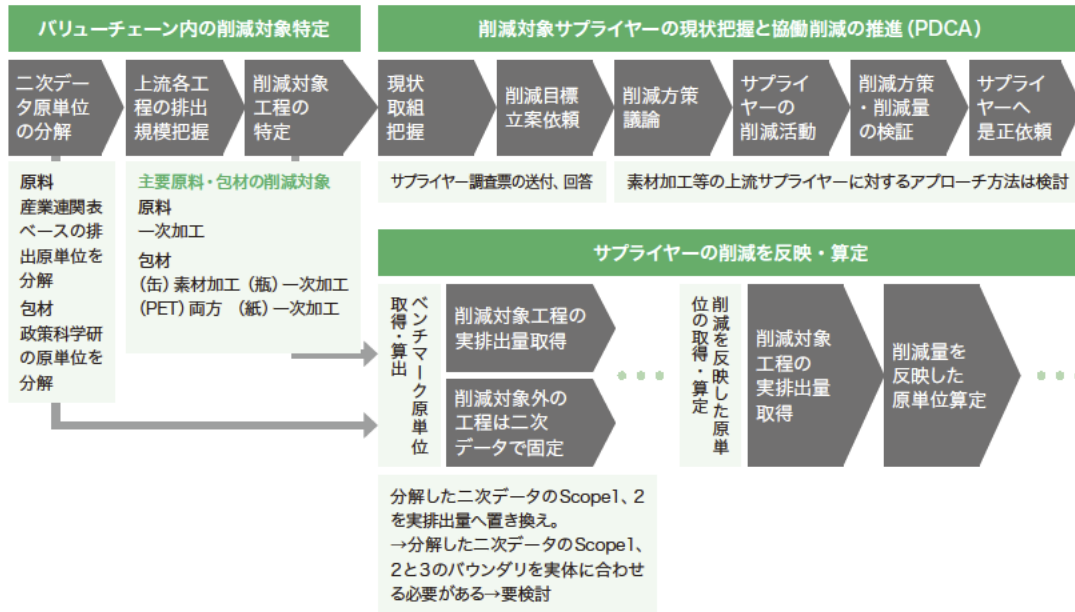 バリューチェーン内の削減対象特定
二次デー
タ原単位
の分解
上流各工
程の排出
規模把握
削減対象
工程の
特定
原料
産業連関表
ベースの排
出原単位を
分解
包材
政策科学研
の原単位を
分解
主要原料・包材の削減対象
原料
一次加工
包材
(缶)素材加工 (瓶)一次加工
(PET)両方 (紙)一次加工
削減対象サプライヤーの現状把握と協働削減の推進(PDCA)
現状
取組
把握
削減目標
立案依頼
削減方策
議論
サプライ
ヤーの
削減活動
削減方策
・削減量
の検証
サプライ
ヤーへ
是正依頼
サプライヤー調査票の送付、回答
素材加工等の上流サプライヤーに対するアプローチ方法は検討
サプライヤーの削減を反映・算定
ベンチマーク原単位
取得・算出
削減対象工程の
実排出量取得
削減対象外の
工程は二次
データで固定
削減を反映した原単
位の取得・算定
削減対象
工程の
実排出量
取得
削減量を
反映した
原単位算定
分解した二次データのScope1、2
を実排出量へ置き換え。
→分解した二次データのScope1、
2と3のバウンダリを実体に合わせ
る必要がある→要検討